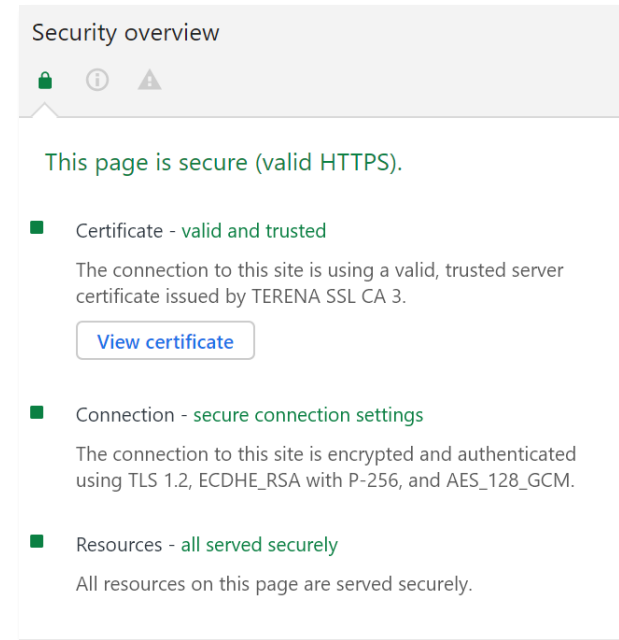 Security overview
This page is secure (valid HTTPS).
Certificate - valid and trusted
The connection to this site is using a valid, trusted server
certificate issued by TERENA SSL CA 3.
View certificate
Connection - secure connection settings
The connection to this site is encrypted and authenticated
using TLS 1.2, ECDHE_RSA with P-256, and AES_128_GCM.
Resources - all served securely
All resources on this page are served securely.